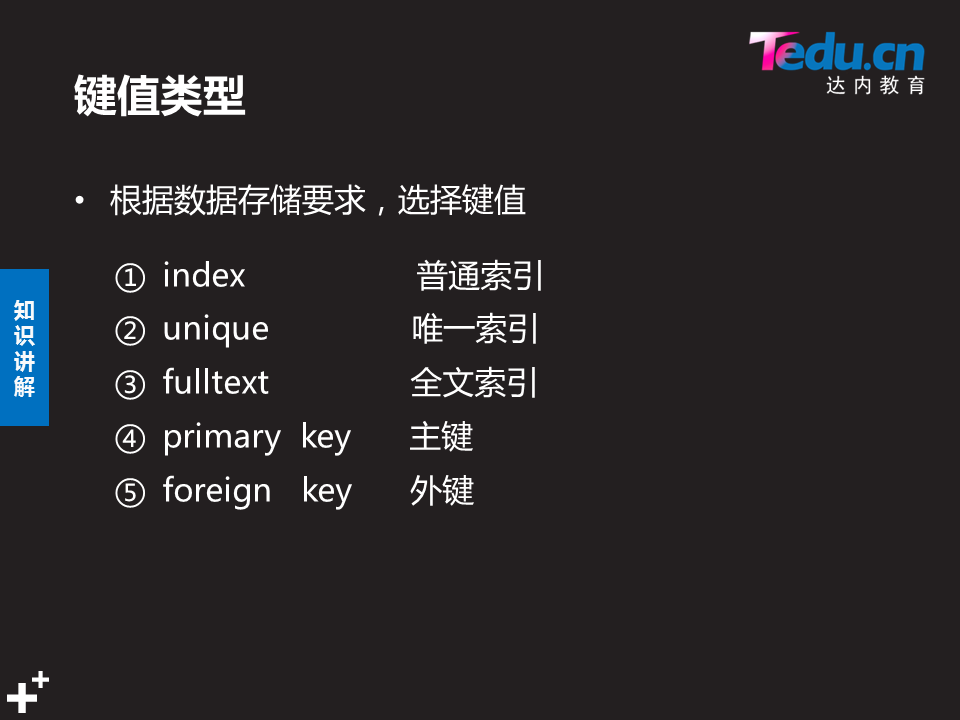 Tedu.cn
达内教育
键值类型
• 根据数据存储要求，选择键值
① index 普通索引
② unique 唯一索引
③ fulltext 全文索引
④ primary key 主键
⑤ foreign key 外键
知识讲解